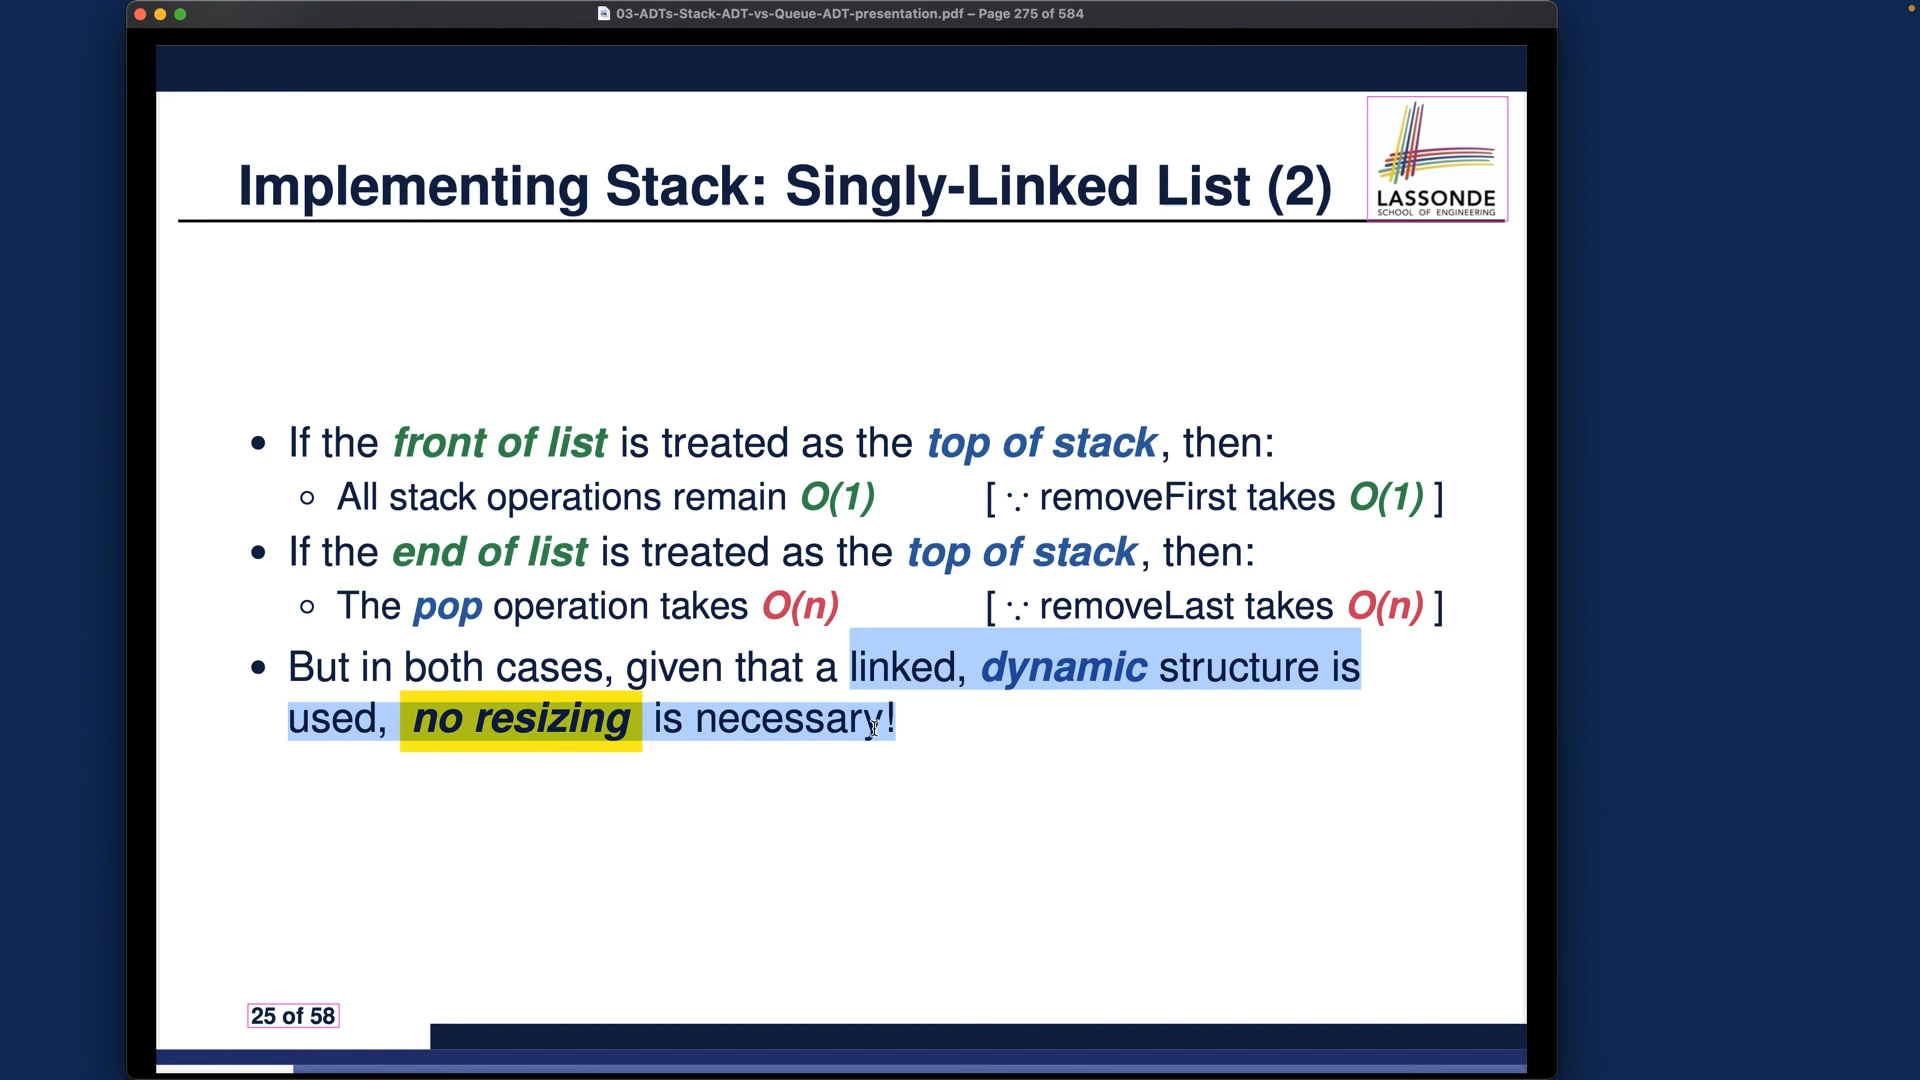 03-ADTs-Stack-ADT-vs-Queue-ADT-presentation.pdf – Page 275 of 584
Implementing Stack: Singly-Linked List (2)
LASSONDE
SCHOOL OF ENGINEERING
• If the front of list is treated as the top of stack, then:
○ All stack operations remain O(1) [ ∵ removeFirst takes O(1) ]
• If the end of list is treated as the top of stack, then:
○ The pop operation takes O(n) [ ∵ removeLast takes O(n) ]
• But in both cases, given that a linked, dynamic structure is
used, no resizing is necessary!
25 of 58